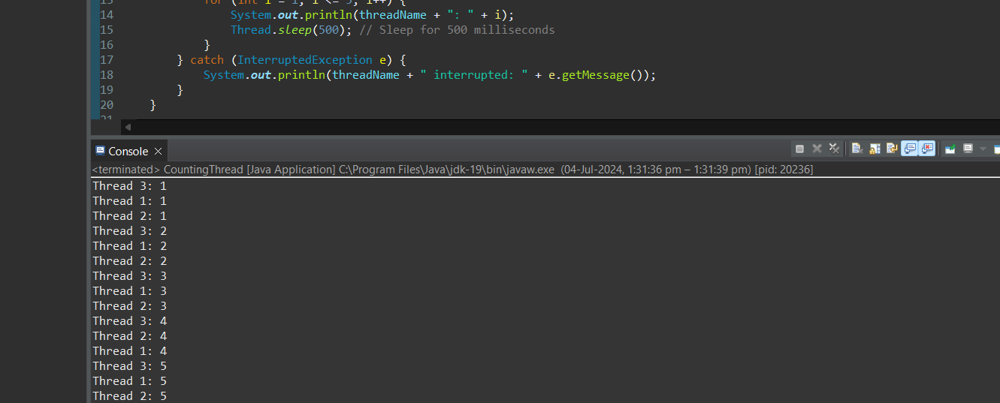 13 for (int i = 1; i <= 5; i++) {
14 System.out.println(threadName + ": " + i);
15 Thread.sleep(500); // Sleep for 500 milliseconds
16 }
17 } catch (InterruptedException e) {
18 System.out.println(threadName + " interrupted: " + e.getMessage());
19 }
20 }
21
Console
<terminated> CountingThread [Java Application] C:\Program Files\Java\jdk-19\bin\javaw.exe (04-Jul-2024, 1:31:36 pm – 1:31:39 pm) [pid: 20236]
Thread 3: 1
Thread 1: 1
Thread 2: 1
Thread 3: 2
Thread 1: 2
Thread 2: 2
Thread 3: 3
Thread 1: 3
Thread 2: 3
Thread 3: 4
Thread 2: 4
Thread 1: 4
Thread 3: 5
Thread 1: 5
Thread 2: 5